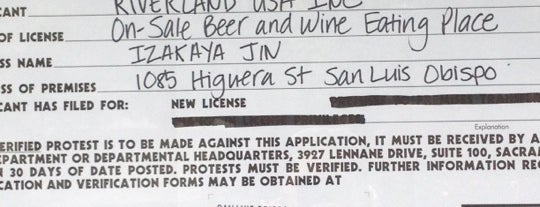 CANT RIVERLAND USA INC
OF LICENSE On-Sale Beer and Wine Eating Place
SS NAME IZAKAYA JIN
SS OF PREMISES 1085 Higuera St San Luis Obispo
CANT HAS FILED FOR: NEW LICENSE
Explanation
ERIFIED PROTEST IS TO BE MADE AGAINST THIS APPLICATION, IT MUST BE RECEIVED BY A
EPARTMENT OR DEPARTMENTAL HEADQUARTERS, 3927 LENNANE DRIVE, SUITE 100, SACRA
N 30 DAYS OF DATE POSTED. PROTESTS MUST BE VERIFIED. FURTHER INFORMATION RE
CATION AND VERIFICATION FORMS MAY BE OBTAINED AT